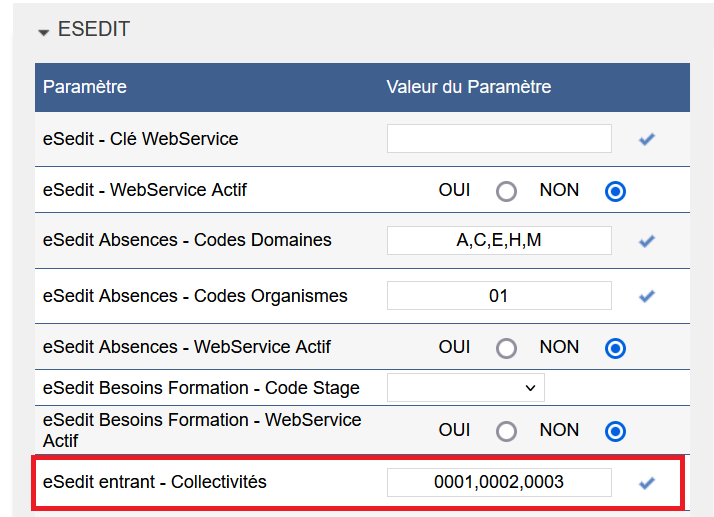 ESEDIT
Paramètre Valeur du Paramètre
eSedit - Clé WebService
eSedit - WebService Actif OUI NON
eSedit Absences - Codes Domaines A,C,E,H,M
eSedit Absences - Codes Organismes 01
eSedit Absences - WebService Actif OUI NON
eSedit Besoins Formation - Code Stage
eSedit Besoins Formation - WebService
Actif OUI NON
eSedit entrant - Collectivités 0001,0002,0003